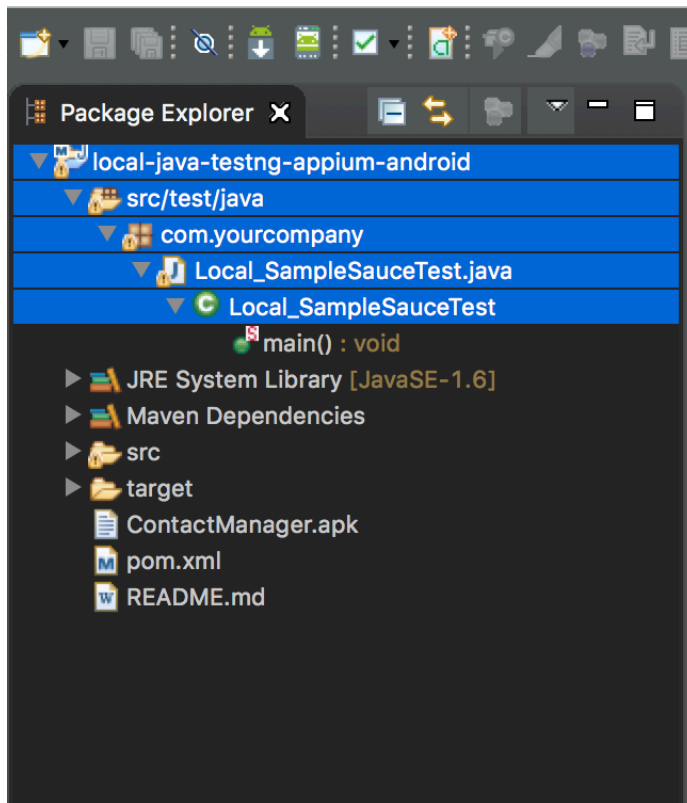 Package Explorer
local-java-testng-appium-android
src/test/java
com.yourcompany
Local_SampleSauceTest.java
Local_SampleSauceTest
main() : void
JRE System Library [JavaSE-1.6]
Maven Dependencies
src
target
ContactManager.apk
pom.xml
README.md